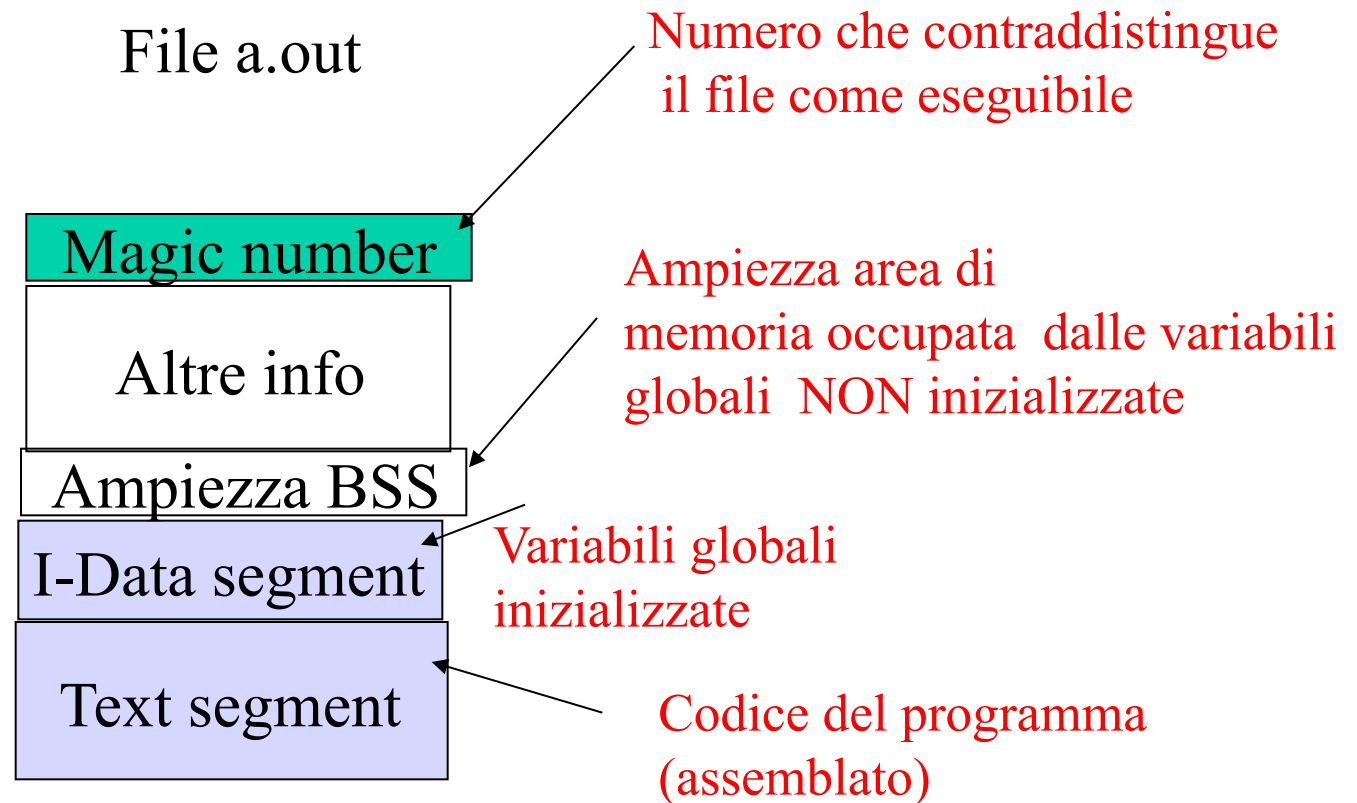 File a.out
Numero che contraddistingue
il file come eseguibile
Magic number
Altre info
Ampiezza area di
memoria occupata dalle variabili
globali NON inizializzate
Ampiezza BSS
I-Data segment
Variabili globali
inizializzate
Text segment
Codice del programma
(assemblato)